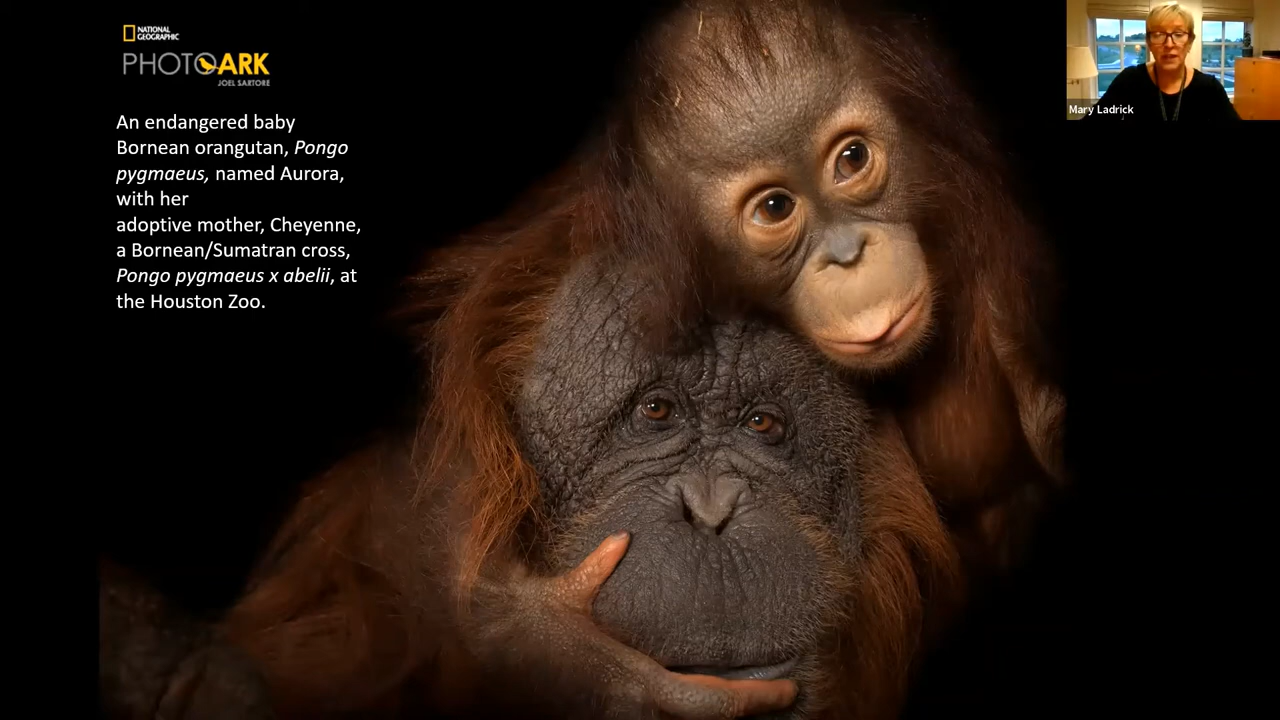 NATIONAL
GEOGRAPHIC
PHOTO ARK
JOEL SARTORE
An endangered baby
Bornean orangutan, Pongo
pygmaeus, named Aurora,
with her
adoptive mother, Cheyenne,
a Bornean/Sumatran cross,
Pongo pygmaeus x abelii, at
the Houston Zoo.
Mary Ladrick